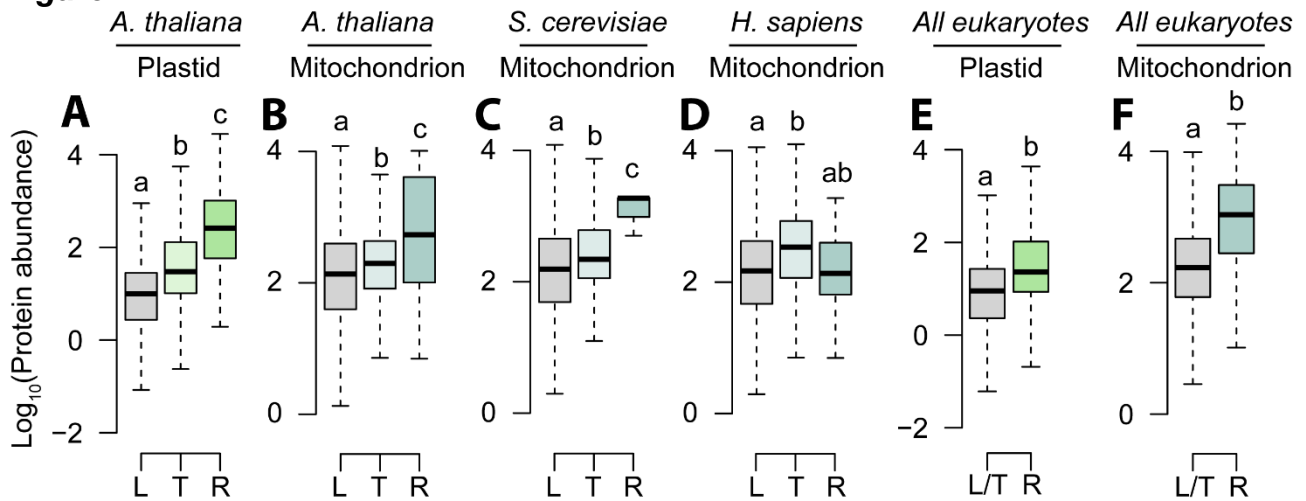 A. thaliana A. thaliana S. cerevisiae H. sapiens All eukaryotes All eukaryotes
Plastid Mitochondrion Mitochondrion Mitochondrion Plastid Mitochondrion
A B C D E F
Log10(Protein abundance)
a b c
4
2
0
−2
L T R
a b c
4
2
0
L T R
a b c
4
2
0
L T R
a b ab
4
2
0
L T R
a b
4
2
0
−2
L/T R
a b
4
2
0
L/T R